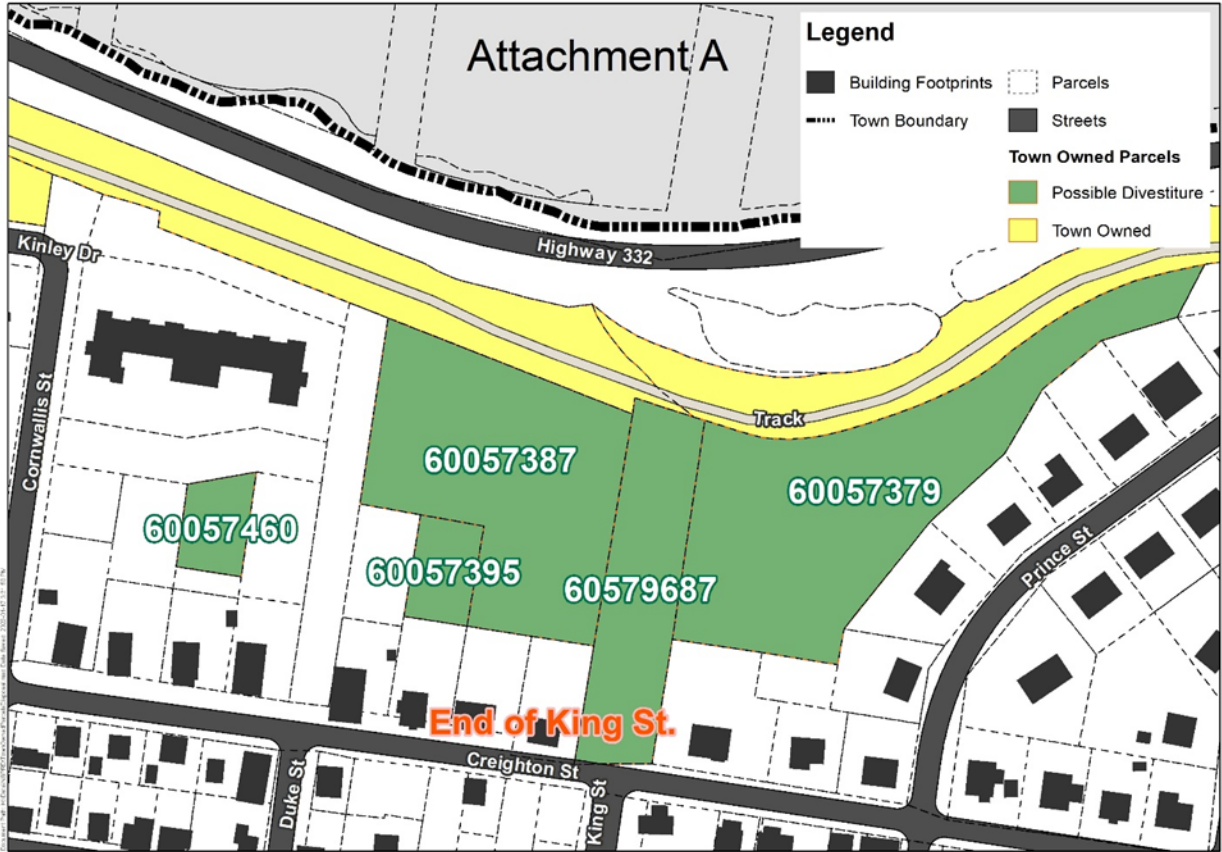 Attachment A
Legend
Building Footprints
Parcels
Town Boundary
Streets
Town Owned Parcels
Possible Divestiture
Town Owned
Kinley Dr
Highway 332
Cornwallis St
Track
60057387
60057379
60057460
60057395
60579687
Prince St
End of King St.
Creighton St
Duke St
King St